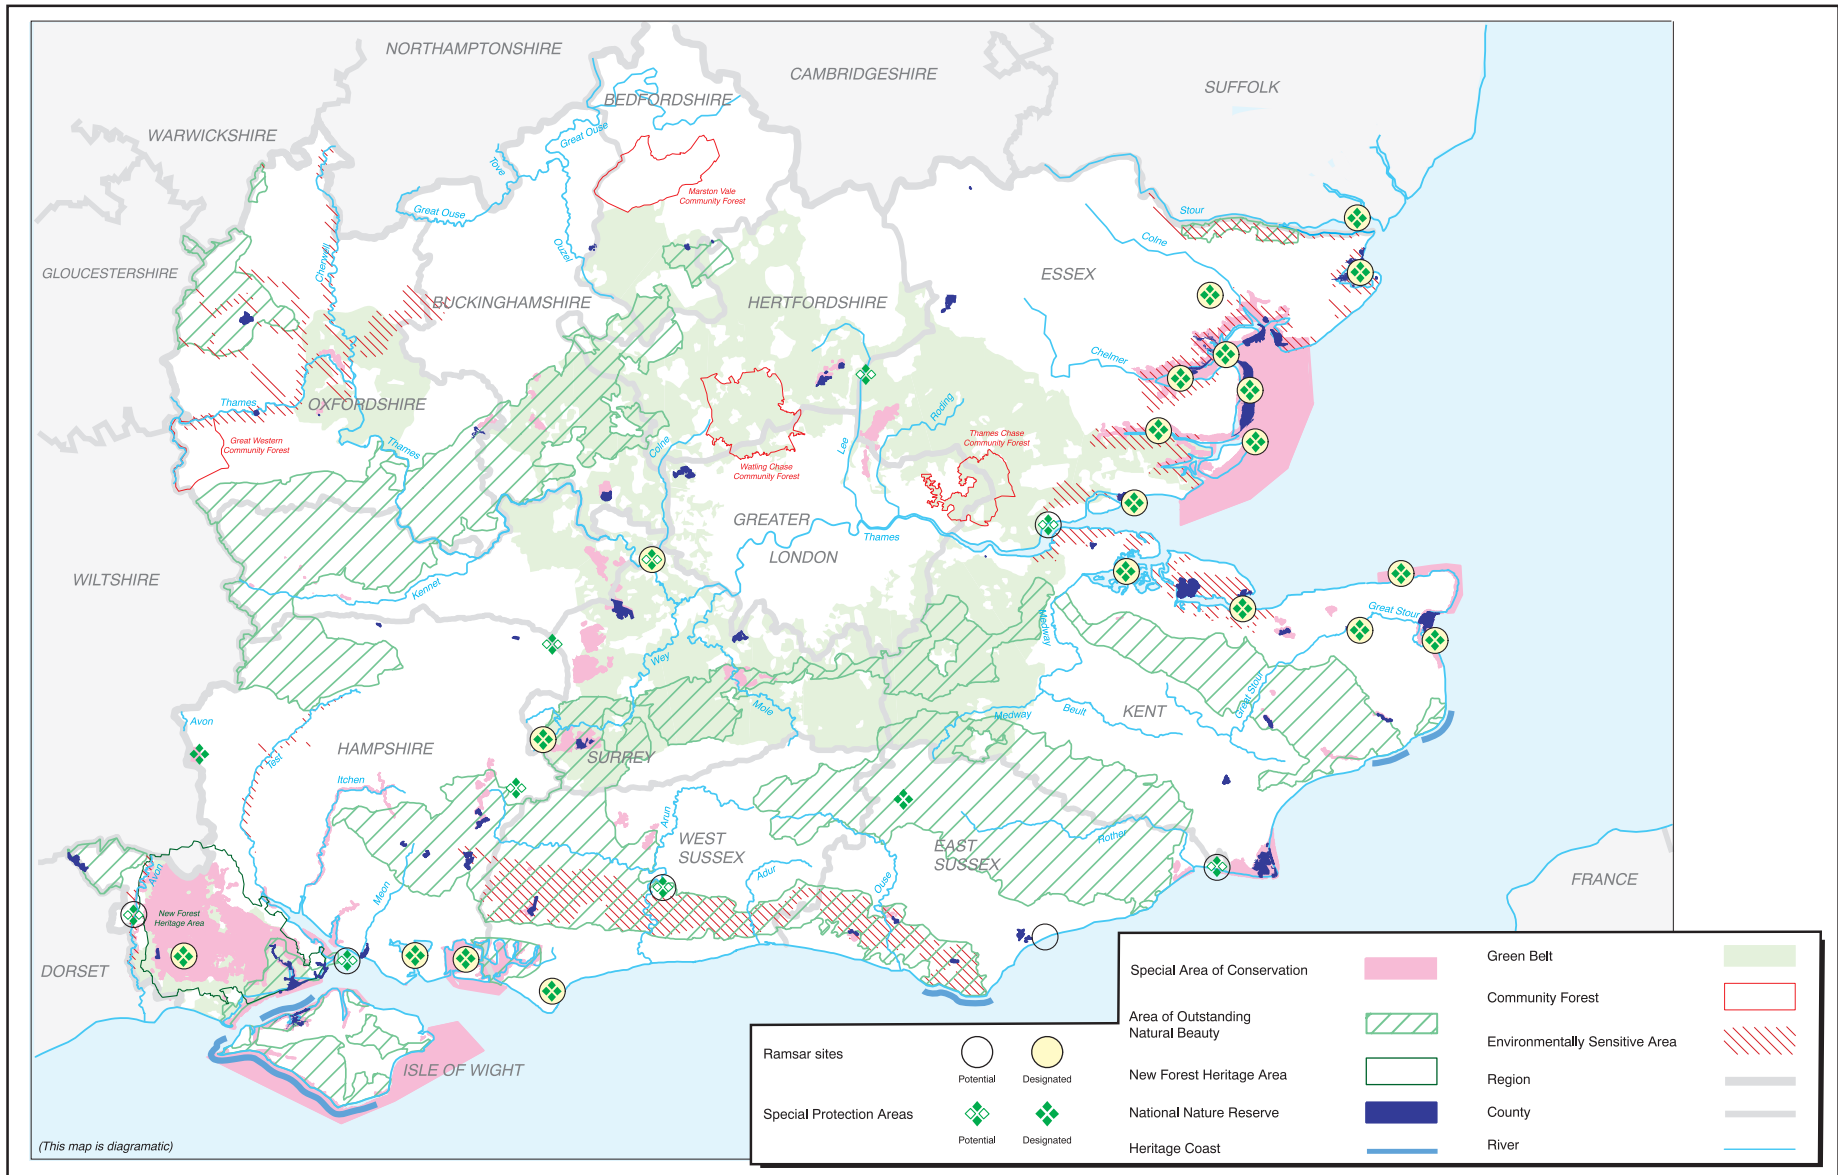 NORTHAMPTONSHIRE
CAMBRIDGESHIRE
SUFFOLK
BEDFORDSHIRE
WARWICKSHIRE
Great Ouse
Tove
Marston Vale
Community Forest
Great Ouse
Stour
Colne
Ouzel
Cherwell
GLOUCESTERSHIRE
ESSEX
BUCKINGHAMSHIRE
HERTFORDSHIRE
Chelmer
Thames
OXFORDSHIRE
Roding
Great Western
Community Forest
Thames
Colne
Lee
Thames Chase
Community Forest
Watling Chase
Community Forest
GREATER
LONDON
Thames
WILTSHIRE
Kennet
Great Stour
Medway
Wey
Great Stour
Mole
Medway
Beult
KENT
Avon
HAMPSHIRE
Test
SURREY
Itchen
Arun
WEST
SUSSEX
Rother
EAST
SUSSEX
Adur
Ouse
Avon
Meon
New Forest
Heritage Area
FRANCE
DORSET
ISLE OF WIGHT
(This map is diagramatic)
Ramsar sites
Potential
Designated
Special Protection Areas
Potential
Designated
Special Area of Conservation
Area of Outstanding
Natural Beauty
New Forest Heritage Area
National Nature Reserve
Heritage Coast
Green Belt
Community Forest
Environmentally Sensitive Area
Region
County
River